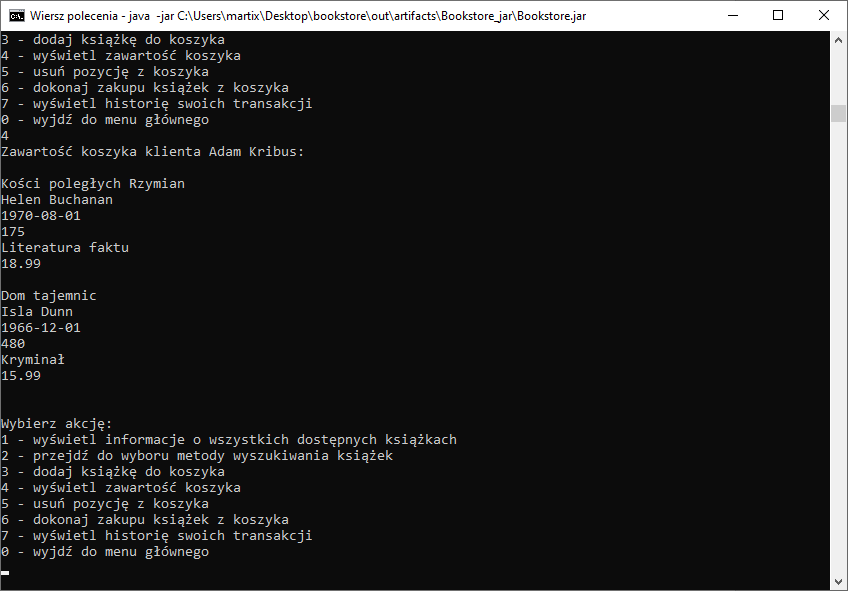 Wiersz polecenia - java -jar C:\Users\martix\Desktop\bookstore\out\artifacts\Bookstore_jar\Bookstore.jar
3 - dodaj książkę do koszyka
4 - wyświetl zawartość koszyka
5 - usuń pozycję z koszyka
6 - dokonaj zakupu książek z koszyka
7 - wyświetl historię swoich transakcji
0 - wyjdź do menu głównego
4
Zawartość koszyka klienta Adam Kribus:
Kości poległych Rzymian
Helen Buchanan
1970-08-01
175
Literatura faktu
18.99
Dom tajemnic
Isla Dunn
1966-12-01
480
Kryminał
15.99
Wybierz akcję:
1 - wyświetl informacje o wszystkich dostępnych książkach
2 - przejdź do wyboru metody wyszukiwania książek
3 - dodaj książkę do koszyka
4 - wyświetl zawartość koszyka
5 - usuń pozycję z koszyka
6 - dokonaj zakupu książek z koszyka
7 - wyświetl historię swoich transakcji
0 - wyjdź do menu głównego